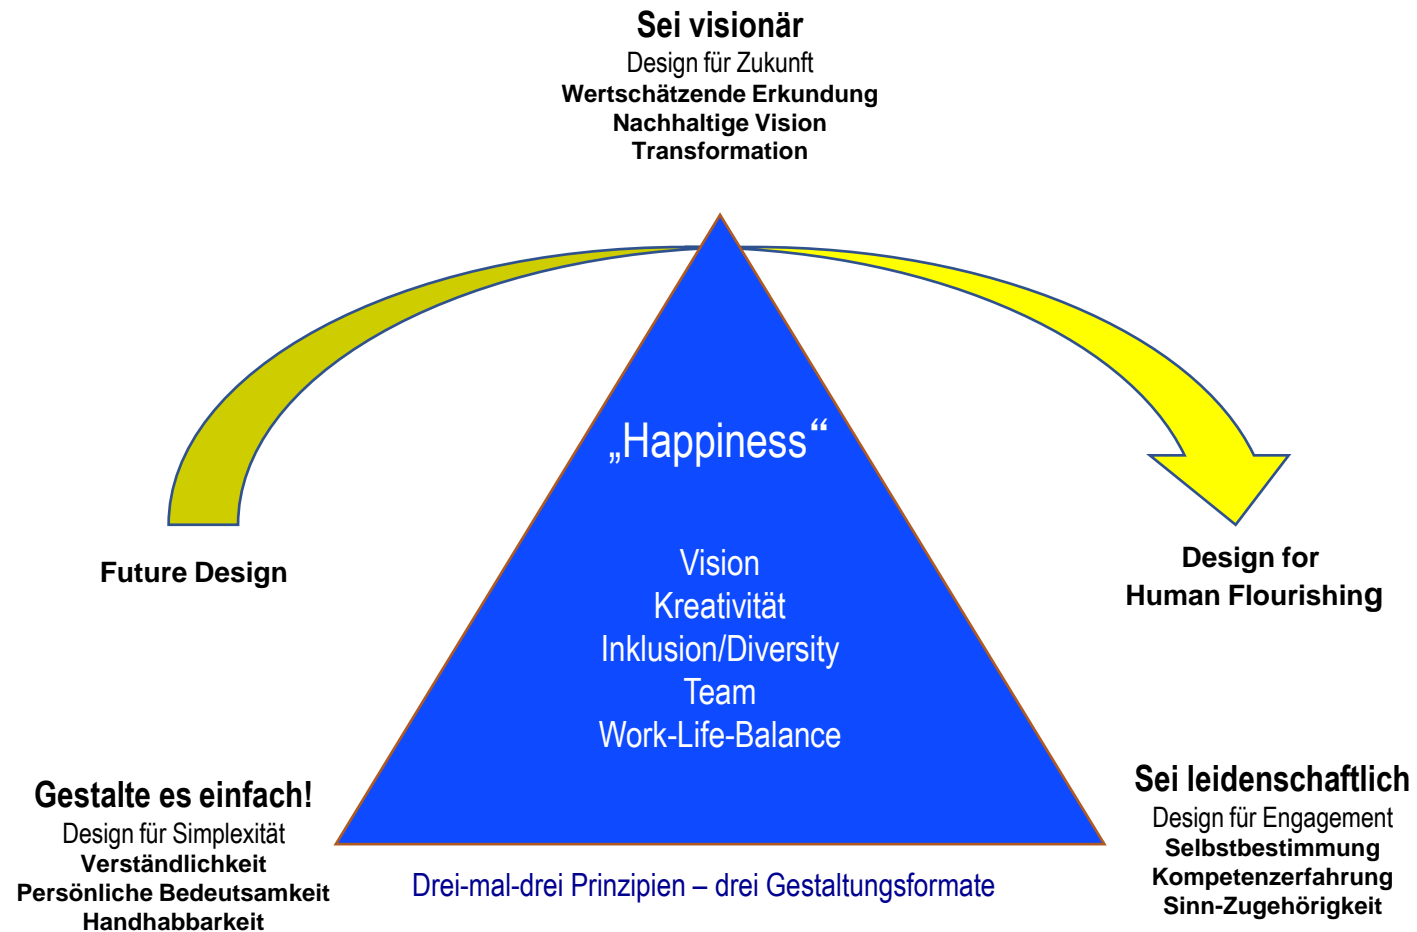 Sei visionär
Design für Zukunft
Wertschätzende Erkundung
Nachhaltige Vision
Transformation
„Happiness“
Vision
Kreativität
Inklusion/Diversity
Team
Work-Life-Balance
Future Design
Design for
Human Flourishing
Gestalte es einfach!
Design für Simplexität
Verständlichkeit
Persönliche Bedeutsamkeit
Handhabbarkeit
Drei-mal-drei Prinzipien – drei Gestaltungsformate
Sei leidenschaftlich
Design für Engagement
Selbstbestimmung
Kompetenzerfahrung
Sinn-Zugehörigkeit